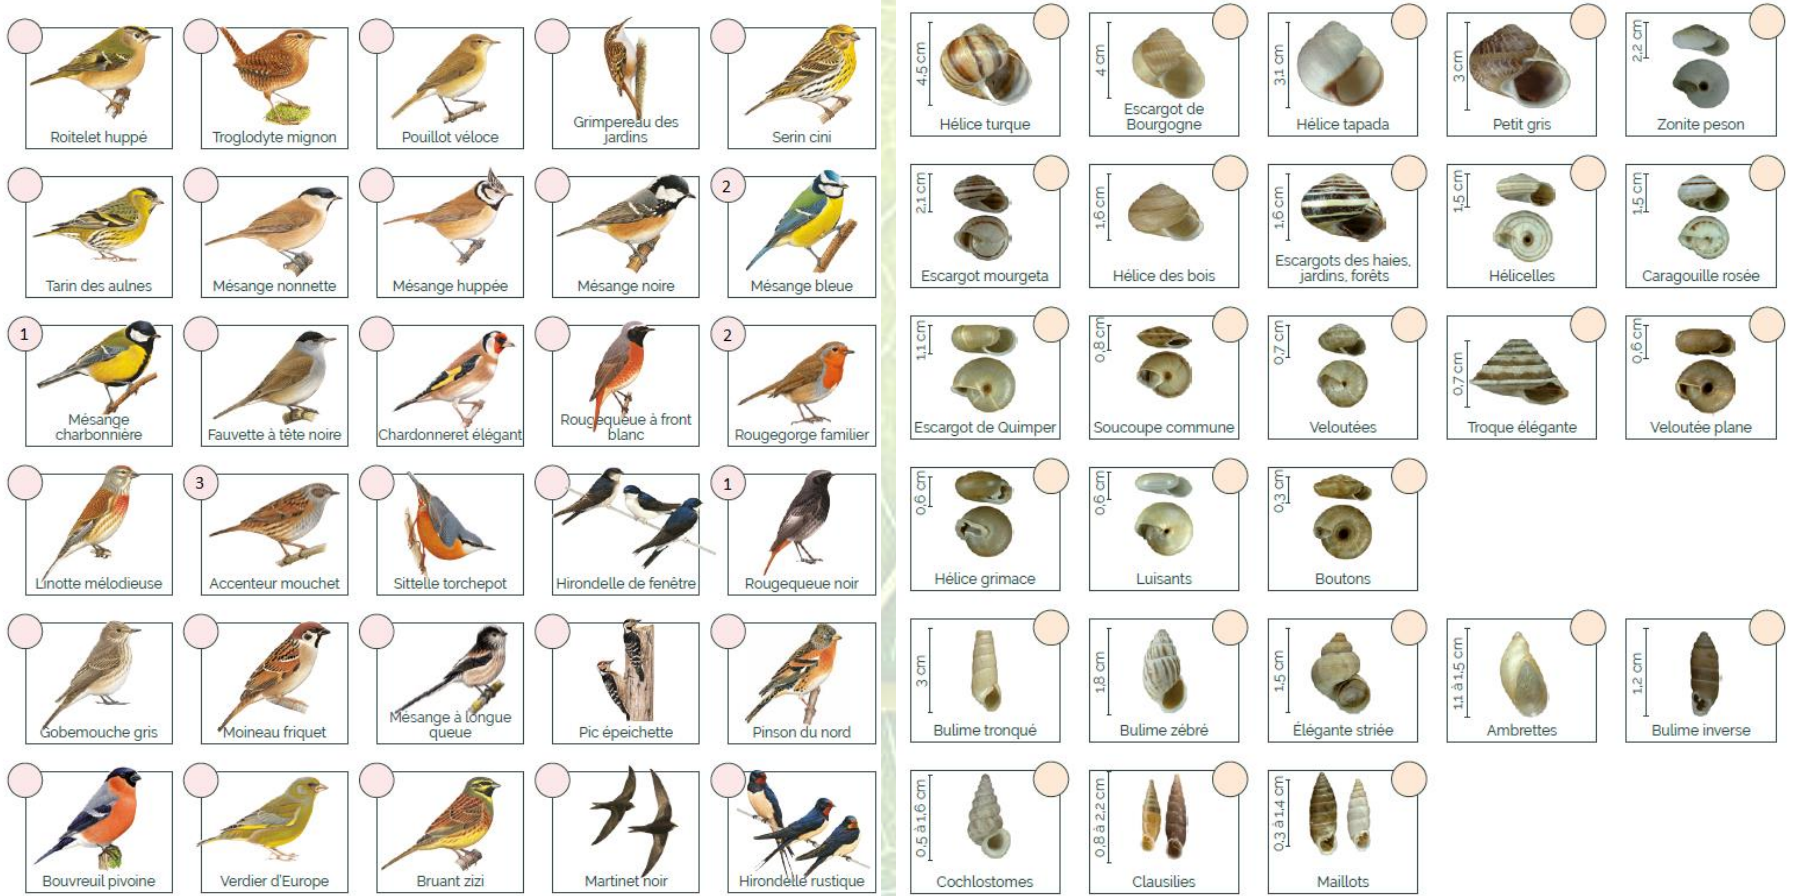 Roitelet huppé
Troglodyte mignon
Pouillot véloce
Grimpereau des
jardins
Serin cini
Tarin des aulnes
Mésange nonnette
Mésange huppée
Mésange noire
2
Mésange bleue
1
Mésange
charbonnière
Fauvette à tête noire
Chardonneret élégant
Rougequeue à front
blanc
2
Rougegorge familier
Linotte mélodieuse
3
Accenteur mouchet
Sittelle torchepot
Hirondelle de fenêtre
1
Rougequeue noir
Gobemouche gris
Moineau friquet
Mésange à longue
queue
Pic épeichette
Pinson du nord
Bouvreuil pivoine
Verdier d'Europe
Bruant zizi
Martinet noir
Hirondelle rustique
4,5 cm
Hélice turque
4 cm
Escargot de
Bourgogne
3,1 cm
Hélice tapada
3 cm
Petit gris
2,2 cm
Zonite peson
2,1 cm
Escargot mourgeta
1,6 cm
Hélice des bois
1,6 cm
Escargots des haies,
jardins, forêts
1,5 cm
Hélicelles
1,5 cm
Caragouille rosée
1,1 cm
Escargot de Quimper
0,8 cm
Soucoupe commune
0,7 cm
Veloutées
0,7 cm
Troque élégante
0,6 cm
Veloutée plane
0,6 cm
Hélice grimace
0,6 cm
Luisants
0,3 cm
Boutons
3 cm
Bulime tronqué
1,8 cm
Bulime zébré
1,5 cm
Élégante striée
1,1 à 1,5 cm
Ambrettes
1,2 cm
Bulime inverse
0,5 à 1,6 cm
Cochlostomes
0,8 à 2,2 cm
Clausilies
0,3 à 1,4 cm
Maillots